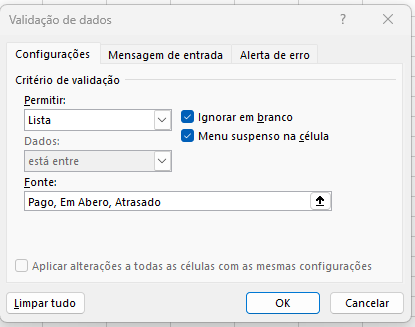 Validação de dados ? ×
Configurações Mensagem de entrada Alerta de erro
Critério de validação
Permitir:
Lista
Ignorar em branco
Menu suspenso na célula
Dados:
está entre
Fonte:
Pago, Em Abero, Atrasado
Aplicar alterações a todas as células com as mesmas configurações
Limpar tudo OK Cancelar